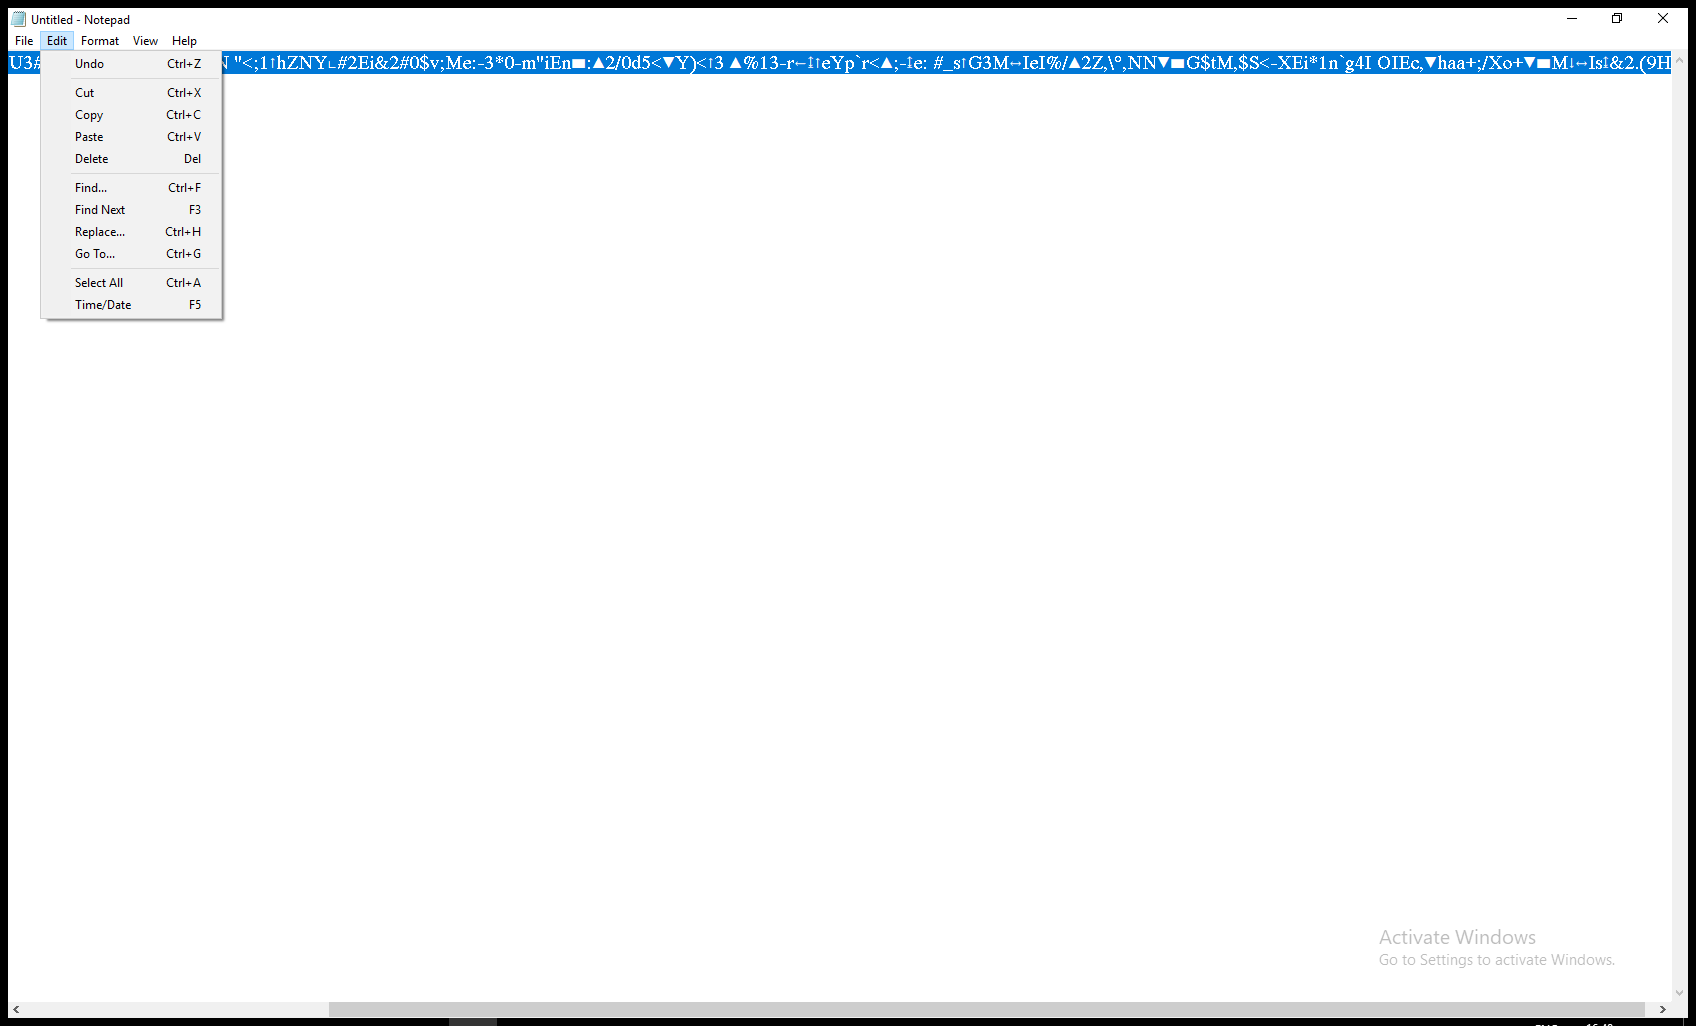 Untitled - Notepad
File Edit Format View Help
U3# "<;1↑hZNY∟#2Ei&2#0$v;Me:-3*0-m"iEn■:▲2/0d5<▼Y)<↑3 ▲%13-r←↕↑eYp`r<▲;-↨e: #_s↑G3M↔IeI%/▲2Z,\°,NN▼■G$tM,$S<-XEi*1n`g4I OIEc,▼haa+;/Xo+▼■M↓↔Is↕&2.(9H
Undo Ctrl+Z
Cut Ctrl+X
Copy Ctrl+C
Paste Ctrl+V
Delete Del
Find... Ctrl+F
Find Next F3
Replace... Ctrl+H
Go To... Ctrl+G
Select All Ctrl+A
Time/Date F5
Activate Windows
Go to Settings to activate Windows.